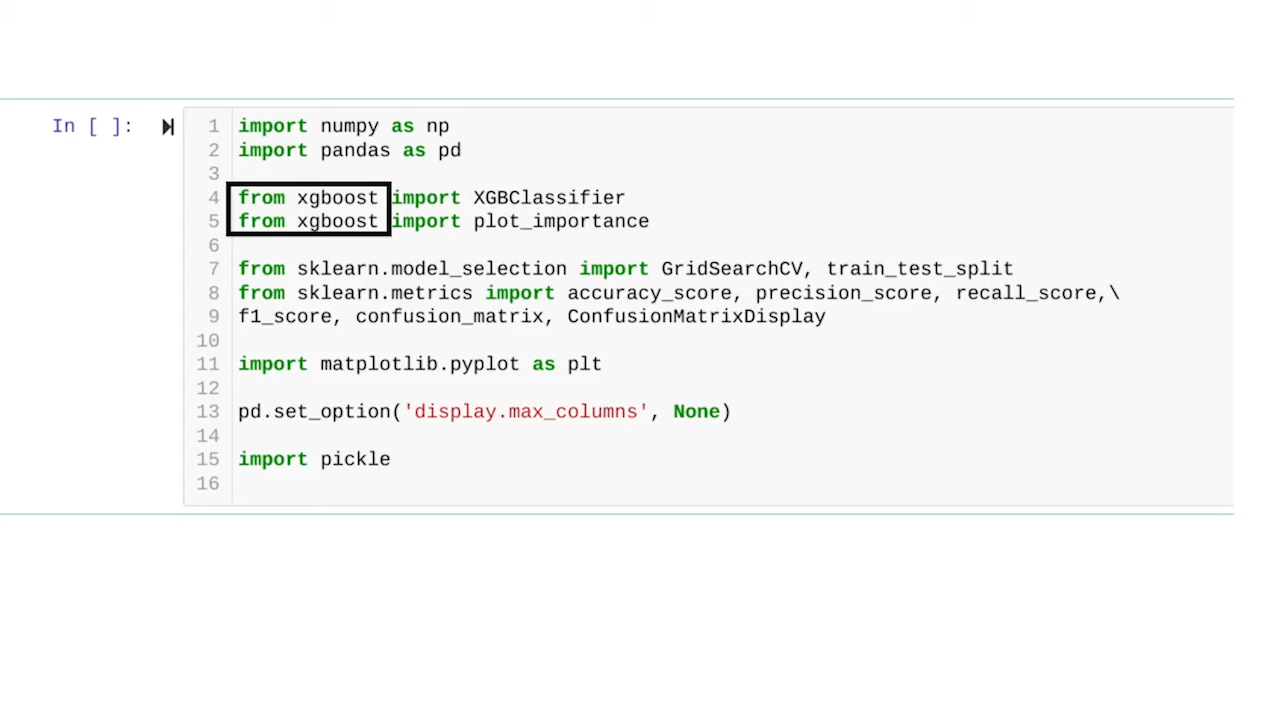 In [ ]:
1 import numpy as np
2 import pandas as pd
3
4 from xgboost import XGBClassifier
5 from xgboost import plot_importance
6
7 from sklearn.model_selection import GridSearchCV, train_test_split
8 from sklearn.metrics import accuracy_score, precision_score, recall_score,\
9 f1_score, confusion_matrix, ConfusionMatrixDisplay
10
11 import matplotlib.pyplot as plt
12
13 pd.set_option('display.max_columns', None)
14
15 import pickle
16